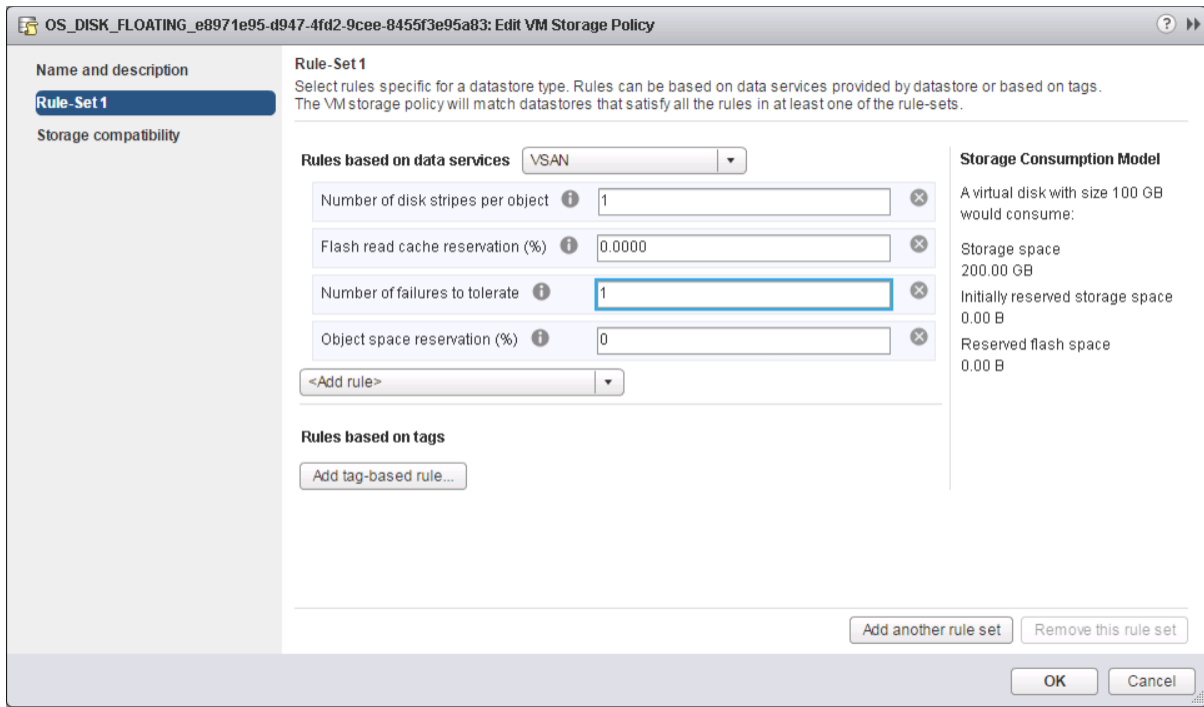 OS_DISK_FLOATING_e8971e95-d947-4fd2-9cee-8455f3e95a83: Edit VM Storage Policy
?
Name and description
Rule-Set 1
Storage compatibility
Rule-Set 1
Select rules specific for a datastore type. Rules can be based on data services provided by datastore or based on tags.
The VM storage policy will match datastores that satisfy all the rules in at least one of the rule-sets.
Rules based on data services VSAN
Number of disk stripes per object 1
Flash read cache reservation (%) 0.0000
Number of failures to tolerate 1
Object space reservation (%) 0
<Add rule>
Rules based on tags
Add tag-based rule...
Storage Consumption Model
A virtual disk with size 100 GB
would consume:
Storage space
200.00 GB
Initially reserved storage space
0.00 B
Reserved flash space
0.00 B
Add another rule set Remove this rule set
OK Cancel